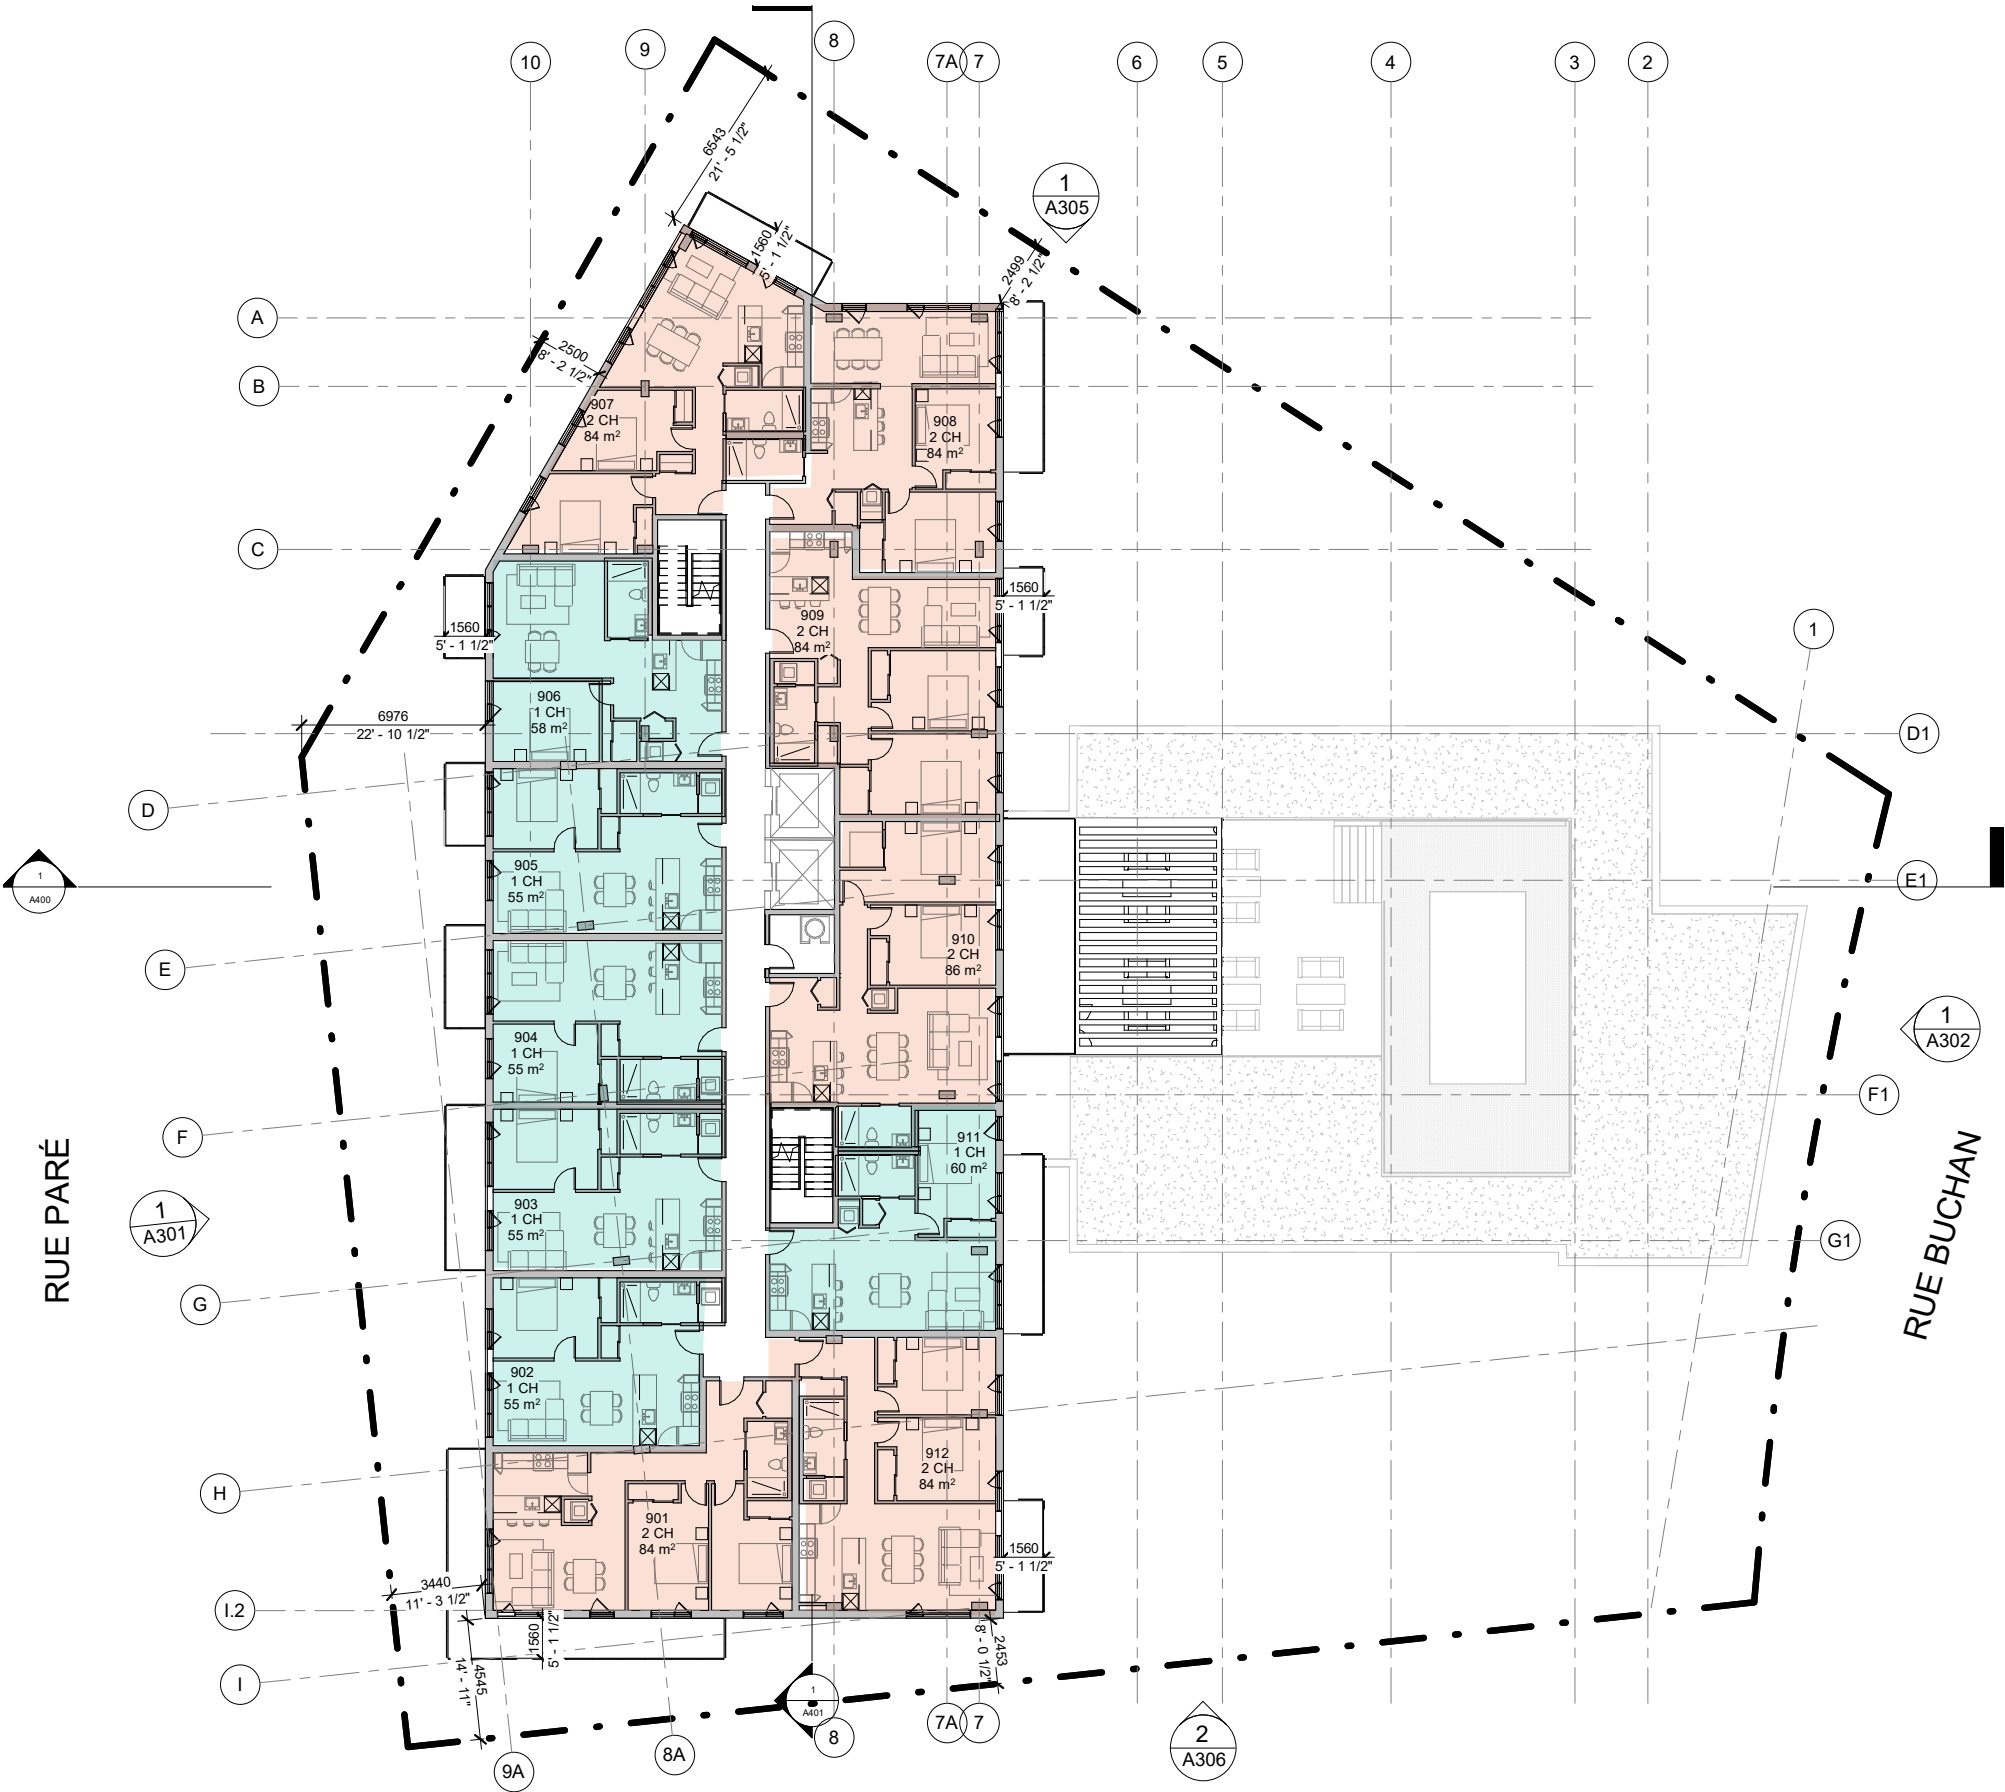 8
9
10
7A
7
6
5
4
3
2
6543
21' - 5 1/2"
1
A305
1560
5' - 1 1/2"
2499
8' - 2 1/2"
A
2500
8' - 2 1/2"
B
907
2 CH
84 m²
908
2 CH
84 m²
C
1560
5' - 1 1/2"
909
2 CH
84 m²
1560
5' - 1 1/2"
1
906
1 CH
58 m²
6976
22' - 10 1/2"
D1
D
905
1 CH
55 m²
1
A400
E1
E
910
2 CH
86 m²
904
1 CH
55 m²
1
A302
F1
F
911
1 CH
60 m²
RUE PARÉ
1
A301
903
1 CH
55 m²
RUE BUCHAN
G1
G
902
1 CH
55 m²
H
912
2 CH
84 m²
901
2 CH
84 m²
1560
5' - 1 1/2"
3440
11' - 3 1/2"
I.2
1560
5' - 1 1/2"
2453
8' - 0 1/2"
I
4545
14' - 11"
1
A401
8
7A
7
2
A306
8A
9A